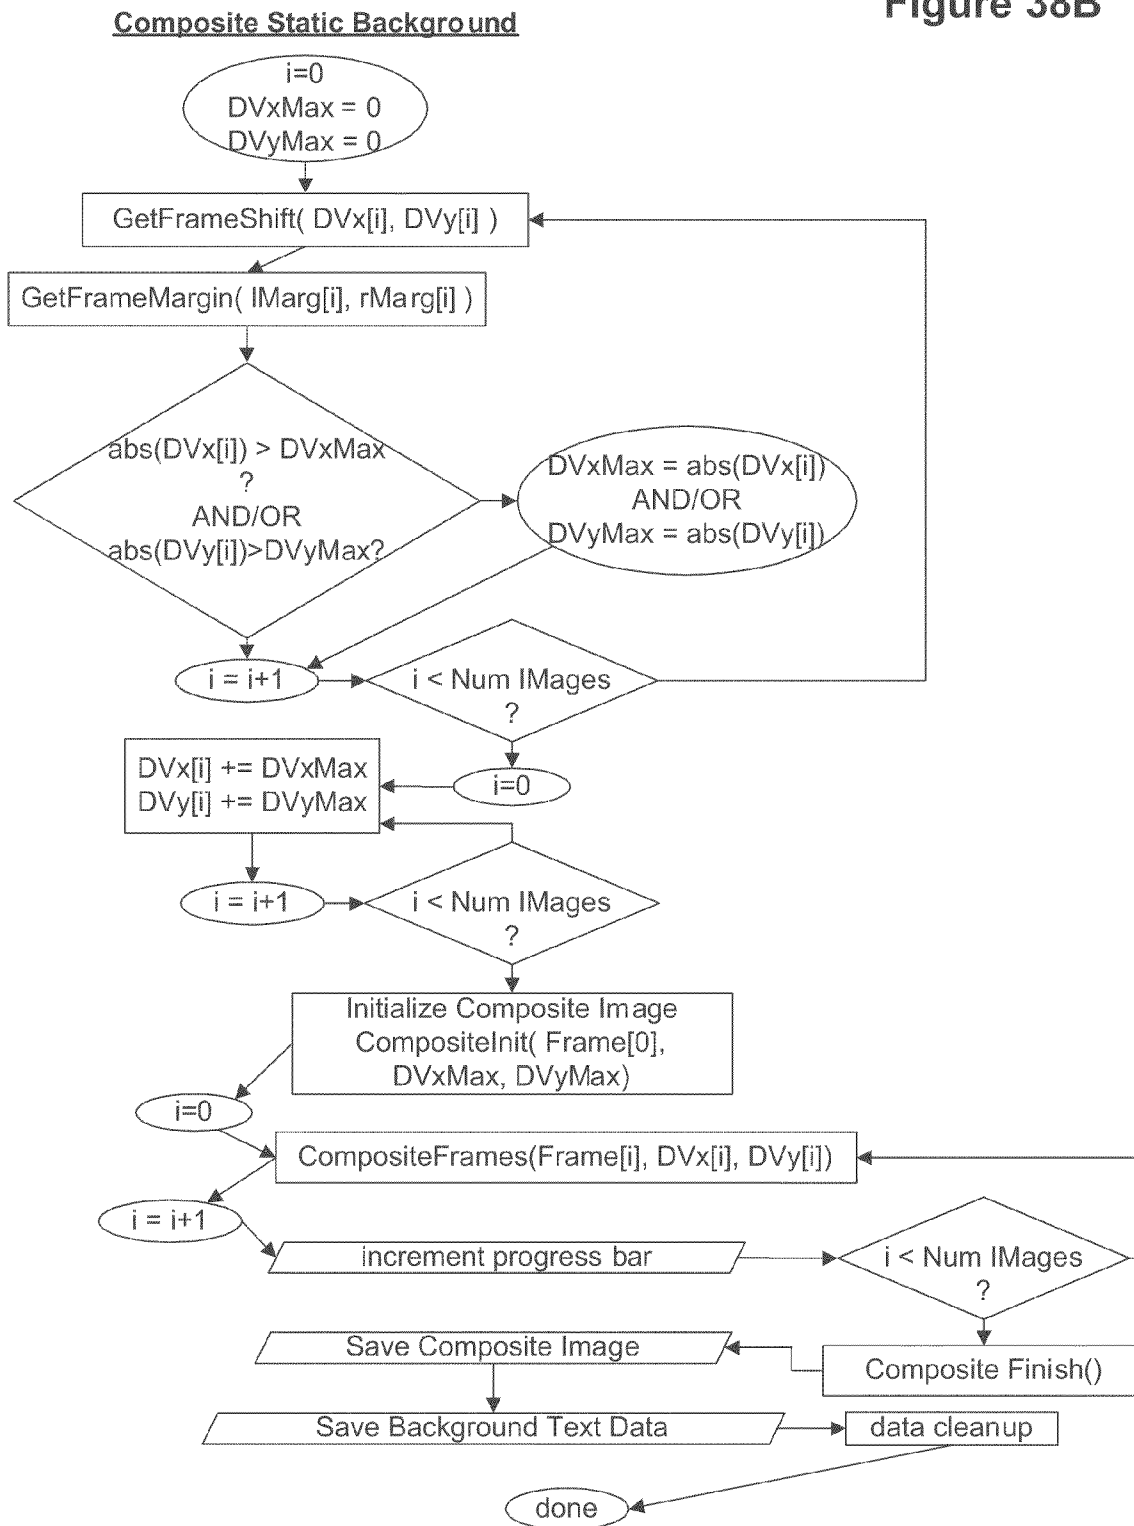 Figure 38B
Composite Static Background
i=0
DVxMax = 0
DVyMax = 0
GetFrameShift( DVx[i], DVy[i] )
GetFrameMargin( lMarg[i], rMarg[i] )
abs(DVx[i]) > DVxMax
?
AND/OR
abs(DVy[i])>DVyMax?
DVxMax = abs(DVx[i])
AND/OR
DVyMax = abs(DVy[i])
i = i+1
i < Num IMages
?
i=0
DVx[i] += DVxMax
DVy[i] += DVyMax
i = i+1
i < Num IMages
?
Initialize Composite Image
CompositeInit( Frame[0],
DVxMax, DVyMax)
i=0
CompositeFrames(Frame[i], DVx[i], DVy[i])
i = i+1
increment progress bar
i < Num IMages
?
Composite Finish()
Save Composite Image
Save Background Text Data
data cleanup
done